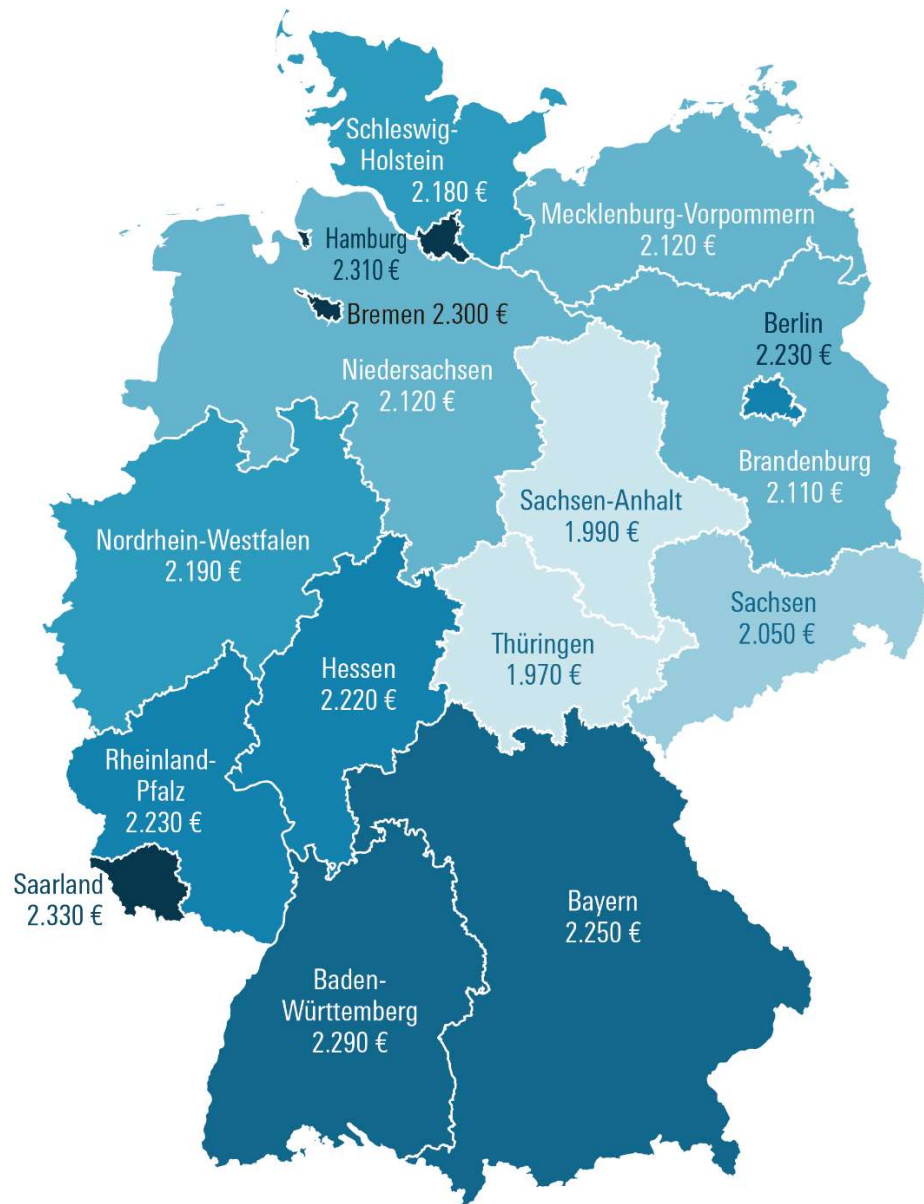 Schleswig-
Holstein
2.180 €
Mecklenburg-Vorpommern
2.120 €
Hamburg
2.310 €
Bremen 2.300 €
Berlin
2.230 €
Niedersachsen
2.120 €
Brandenburg
2.110 €
Sachsen-Anhalt
1.990 €
Nordrhein-Westfalen
2.190 €
Sachsen
2.050 €
Thüringen
1.970 €
Hessen
2.220 €
Rheinland-
Pfalz
2.230 €
Saarland
2.330 €
Bayern
2.250 €
Baden-
Württemberg
2.290 €